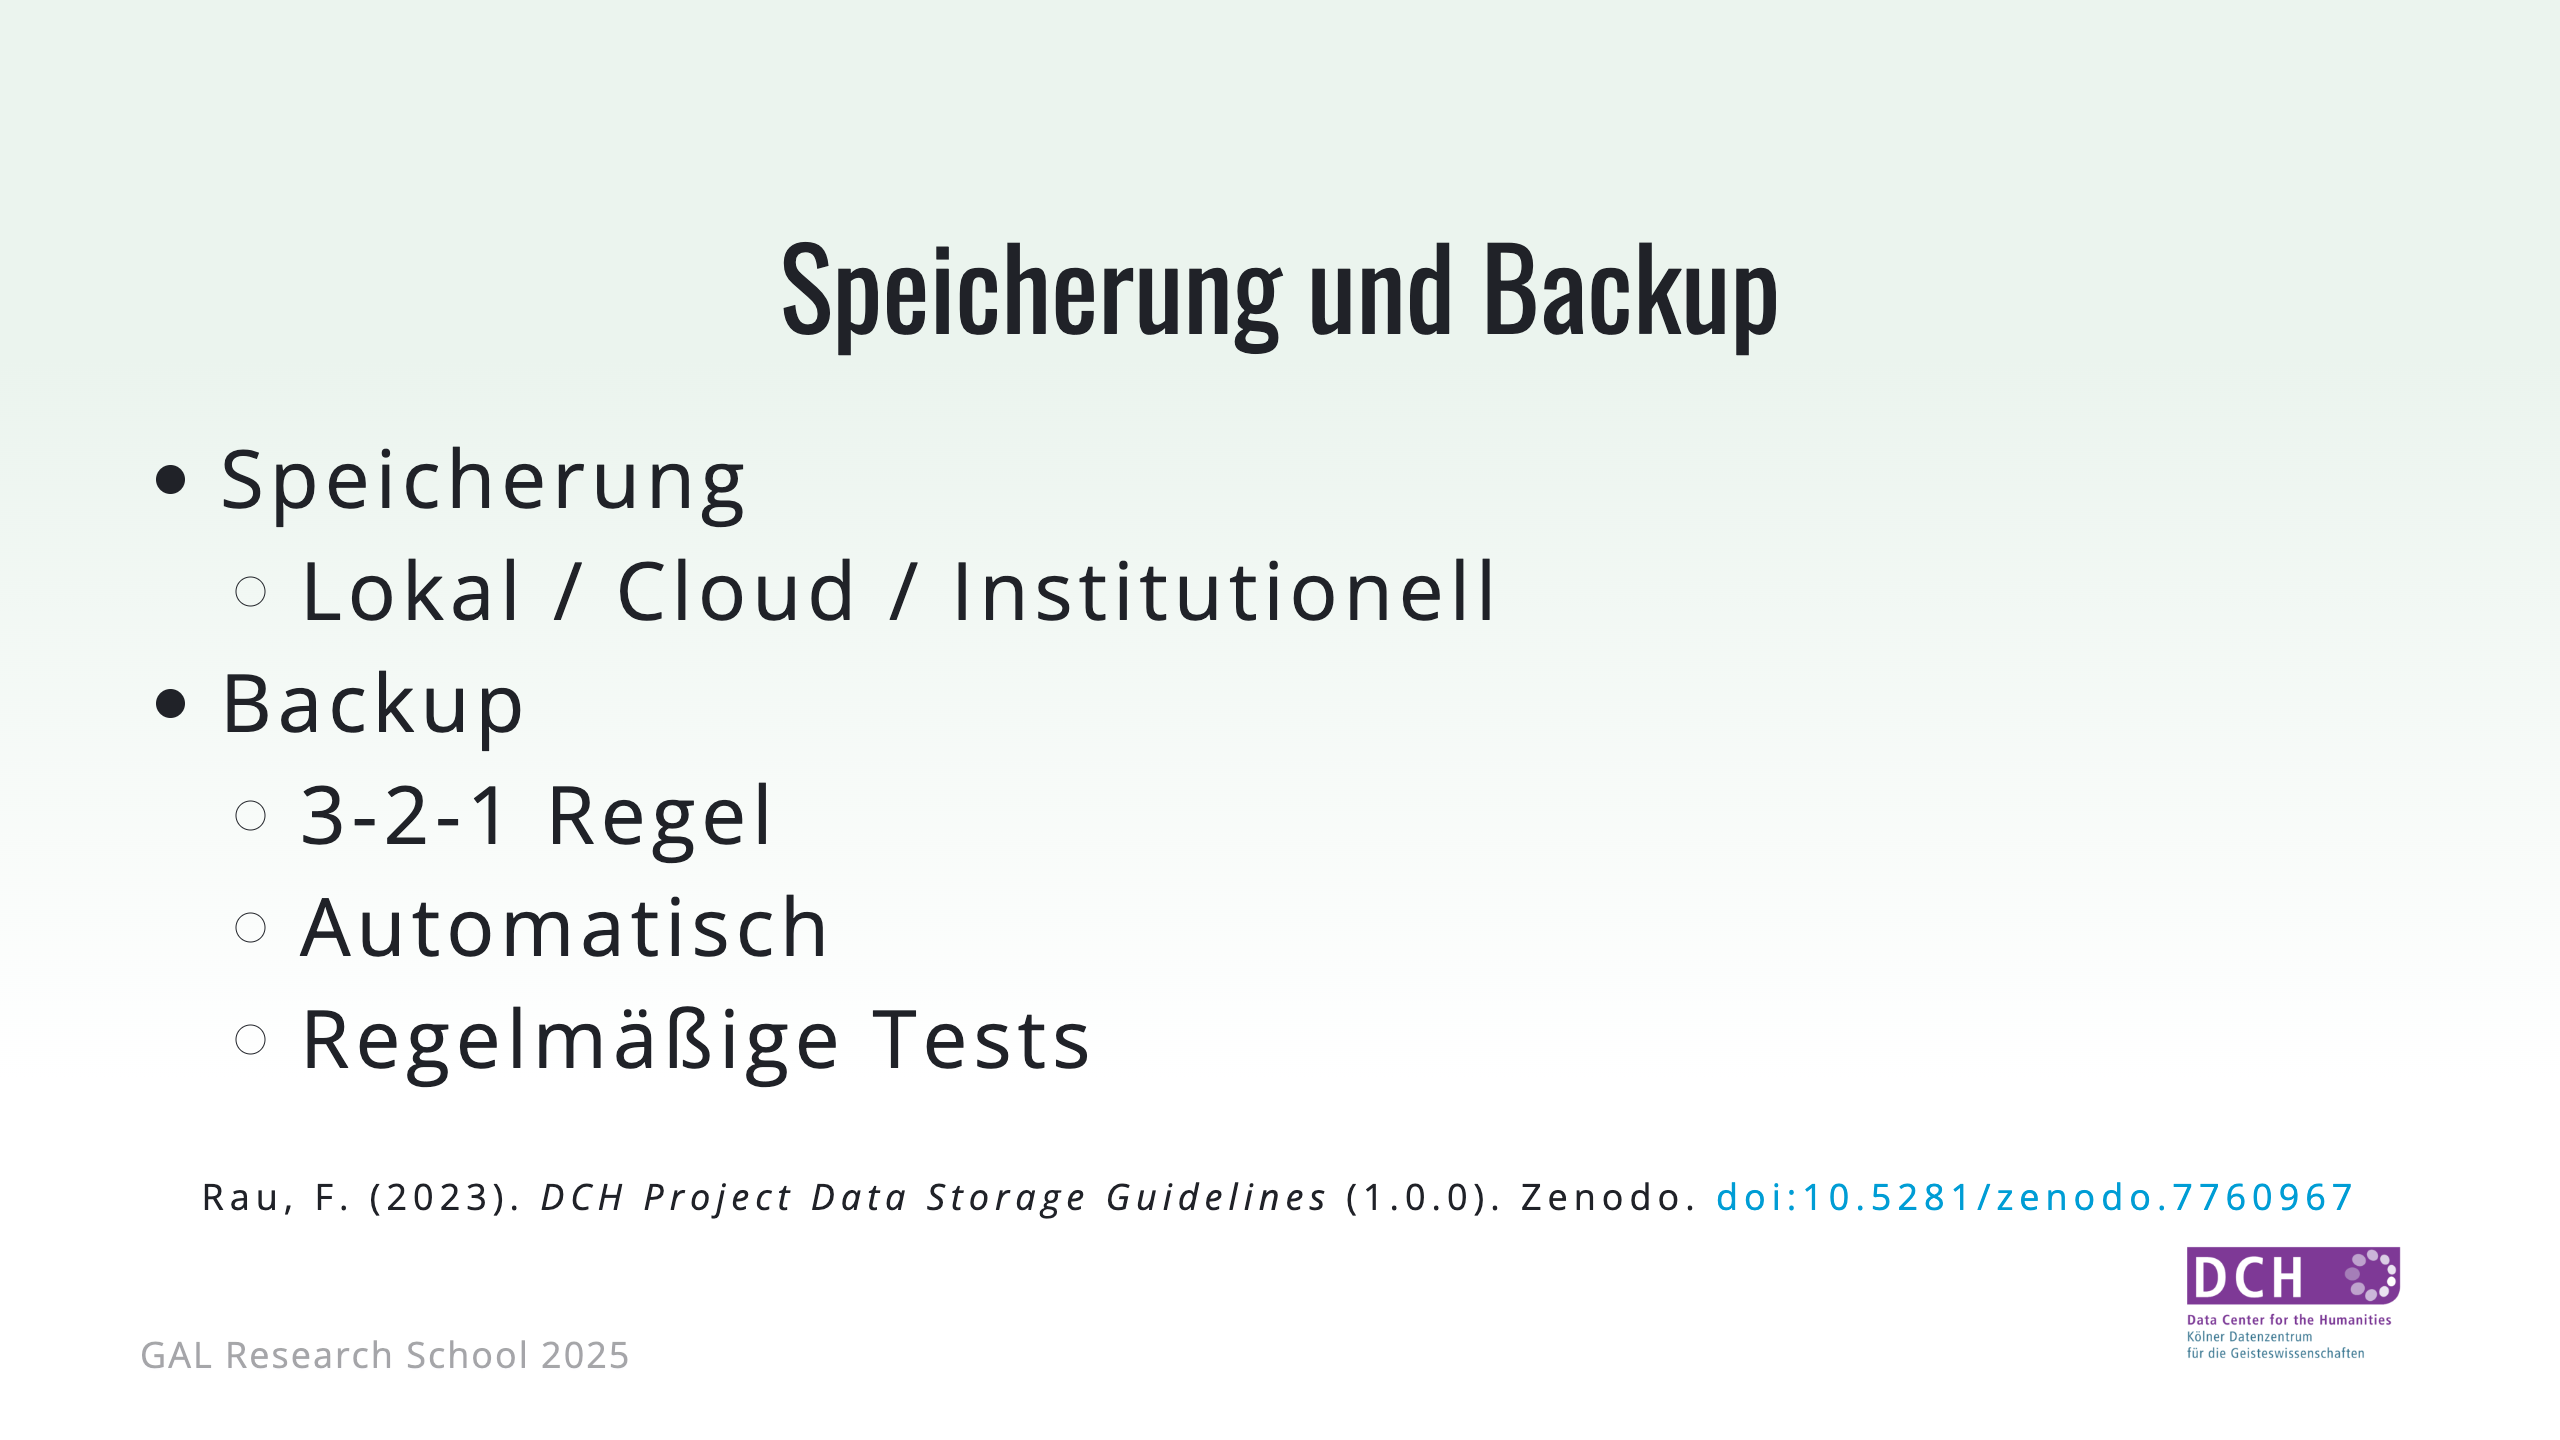 Speicherung und Backup
Speicherung
Lokal / Cloud / Institutionell
Backup
3-2-1 Regel
Automatisch
Regelmäßige Tests
Rau, F. (2023). DCH Project Data Storage Guidelines (1.0.0). Zenodo. doi:10.5281/zenodo.7760967
DCH
Data Center for the Humanities
Kölner Datenzentrum
für die Geisteswissenschaften
GAL Research School 2025